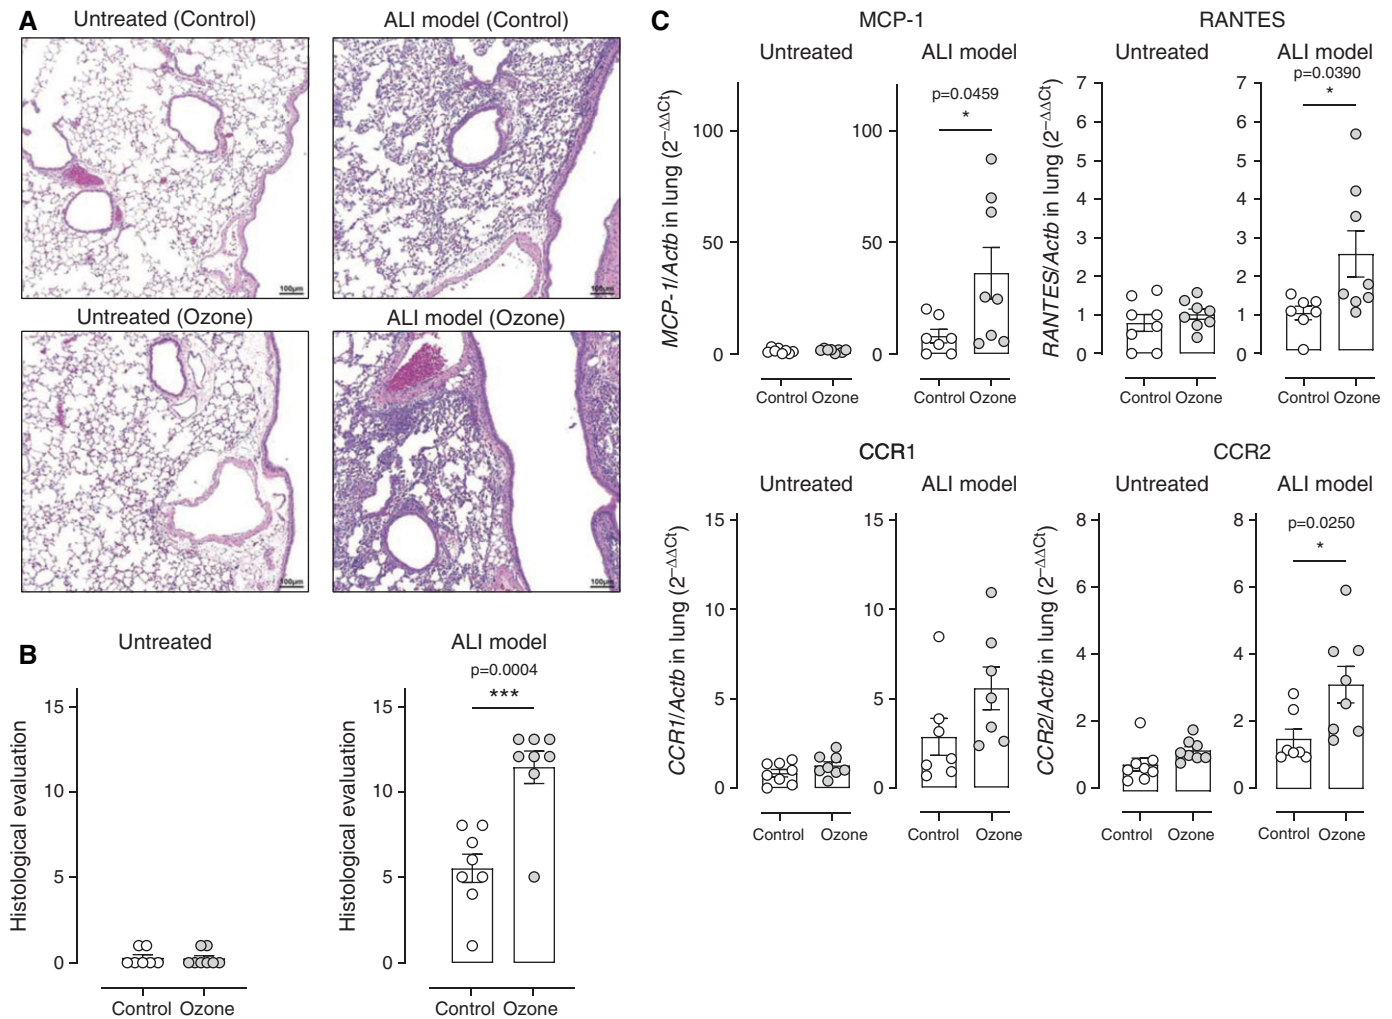 A
Untreated (Control)
ALI model (Control)
100µm
100µm
Untreated (Ozone)
ALI model (Ozone)
100µm
100µm
B
Untreated
ALI model
p=0.0004
***
Histological evaluation
15
10
5
0
Control Ozone
Histological evaluation
15
10
5
0
Control Ozone
C
MCP-1
Untreated
ALI model
p=0.0459
*
MCP-1/Actb in lung (2−ΔΔCt)
100
50
0
Control Ozone
100
50
0
Control Ozone
RANTES
Untreated
ALI model
p=0.0390
*
RANTES/Actb in lung (2−ΔΔCt)
7
6
5
4
3
2
1
0
Control Ozone
7
6
5
4
3
2
1
0
Control Ozone
CCR1
Untreated
ALI model
CCR1/Actb in lung (2−ΔΔCt)
15
10
5
0
Control Ozone
15
10
5
0
Control Ozone
CCR2
Untreated
ALI model
p=0.0250
*
CCR2/Actb in lung (2−ΔΔCt)
8
6
4
2
0
Control Ozone
8
6
4
2
0
Control Ozone